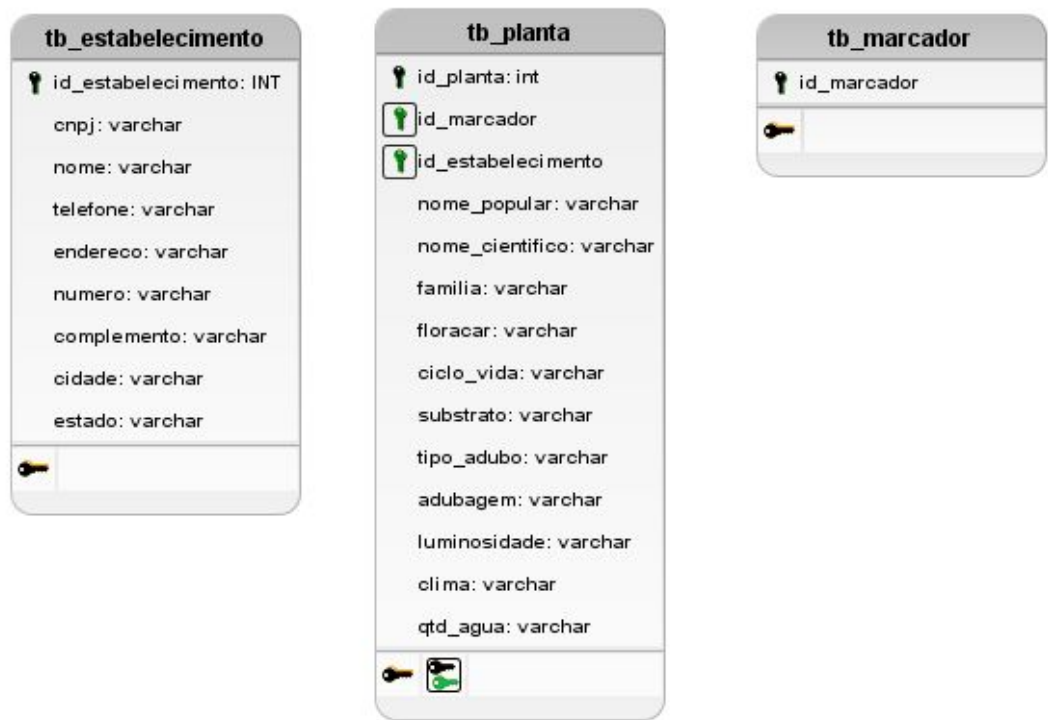 tb_estabelecimento
id_estabelecimento: INT
cnpj: varchar
nome: varchar
telefone: varchar
endereco: varchar
numero: varchar
complemento: varchar
cidade: varchar
estado: varchar
tb_planta
id_planta: int
id_marcador
id_estabelecimento
nome_popular: varchar
nome_cientifico: varchar
familia: varchar
floracar: varchar
ciclo_vida: varchar
substrato: varchar
tipo_adubo: varchar
adubagem: varchar
luminosidade: varchar
clima: varchar
qtd_agua: varchar
tb_marcador
id_marcador